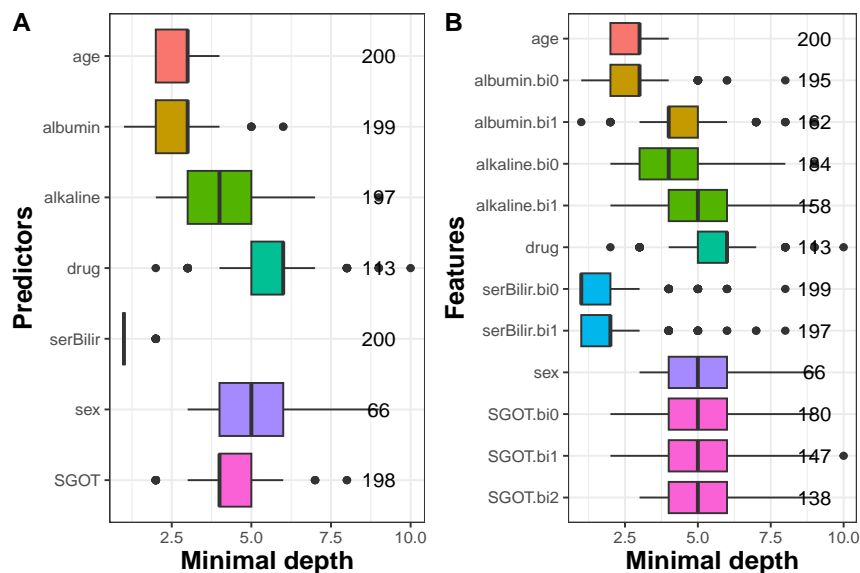 A
age 200
albumin 199
alkaline 197
drug 113
serBilir 200
sex 66
SGOT 198
Predictors
2.5 5.0 7.5 10.0
Minimal depth
B
age 200
albumin.bi0 195
albumin.bi1 162
alkaline.bi0 184
alkaline.bi1 158
drug 113
serBilir.bi0 199
serBilir.bi1 197
sex 66
SGOT.bi0 180
SGOT.bi1 147
SGOT.bi2 138
Features
2.5 5.0 7.5 10.0
Minimal depth